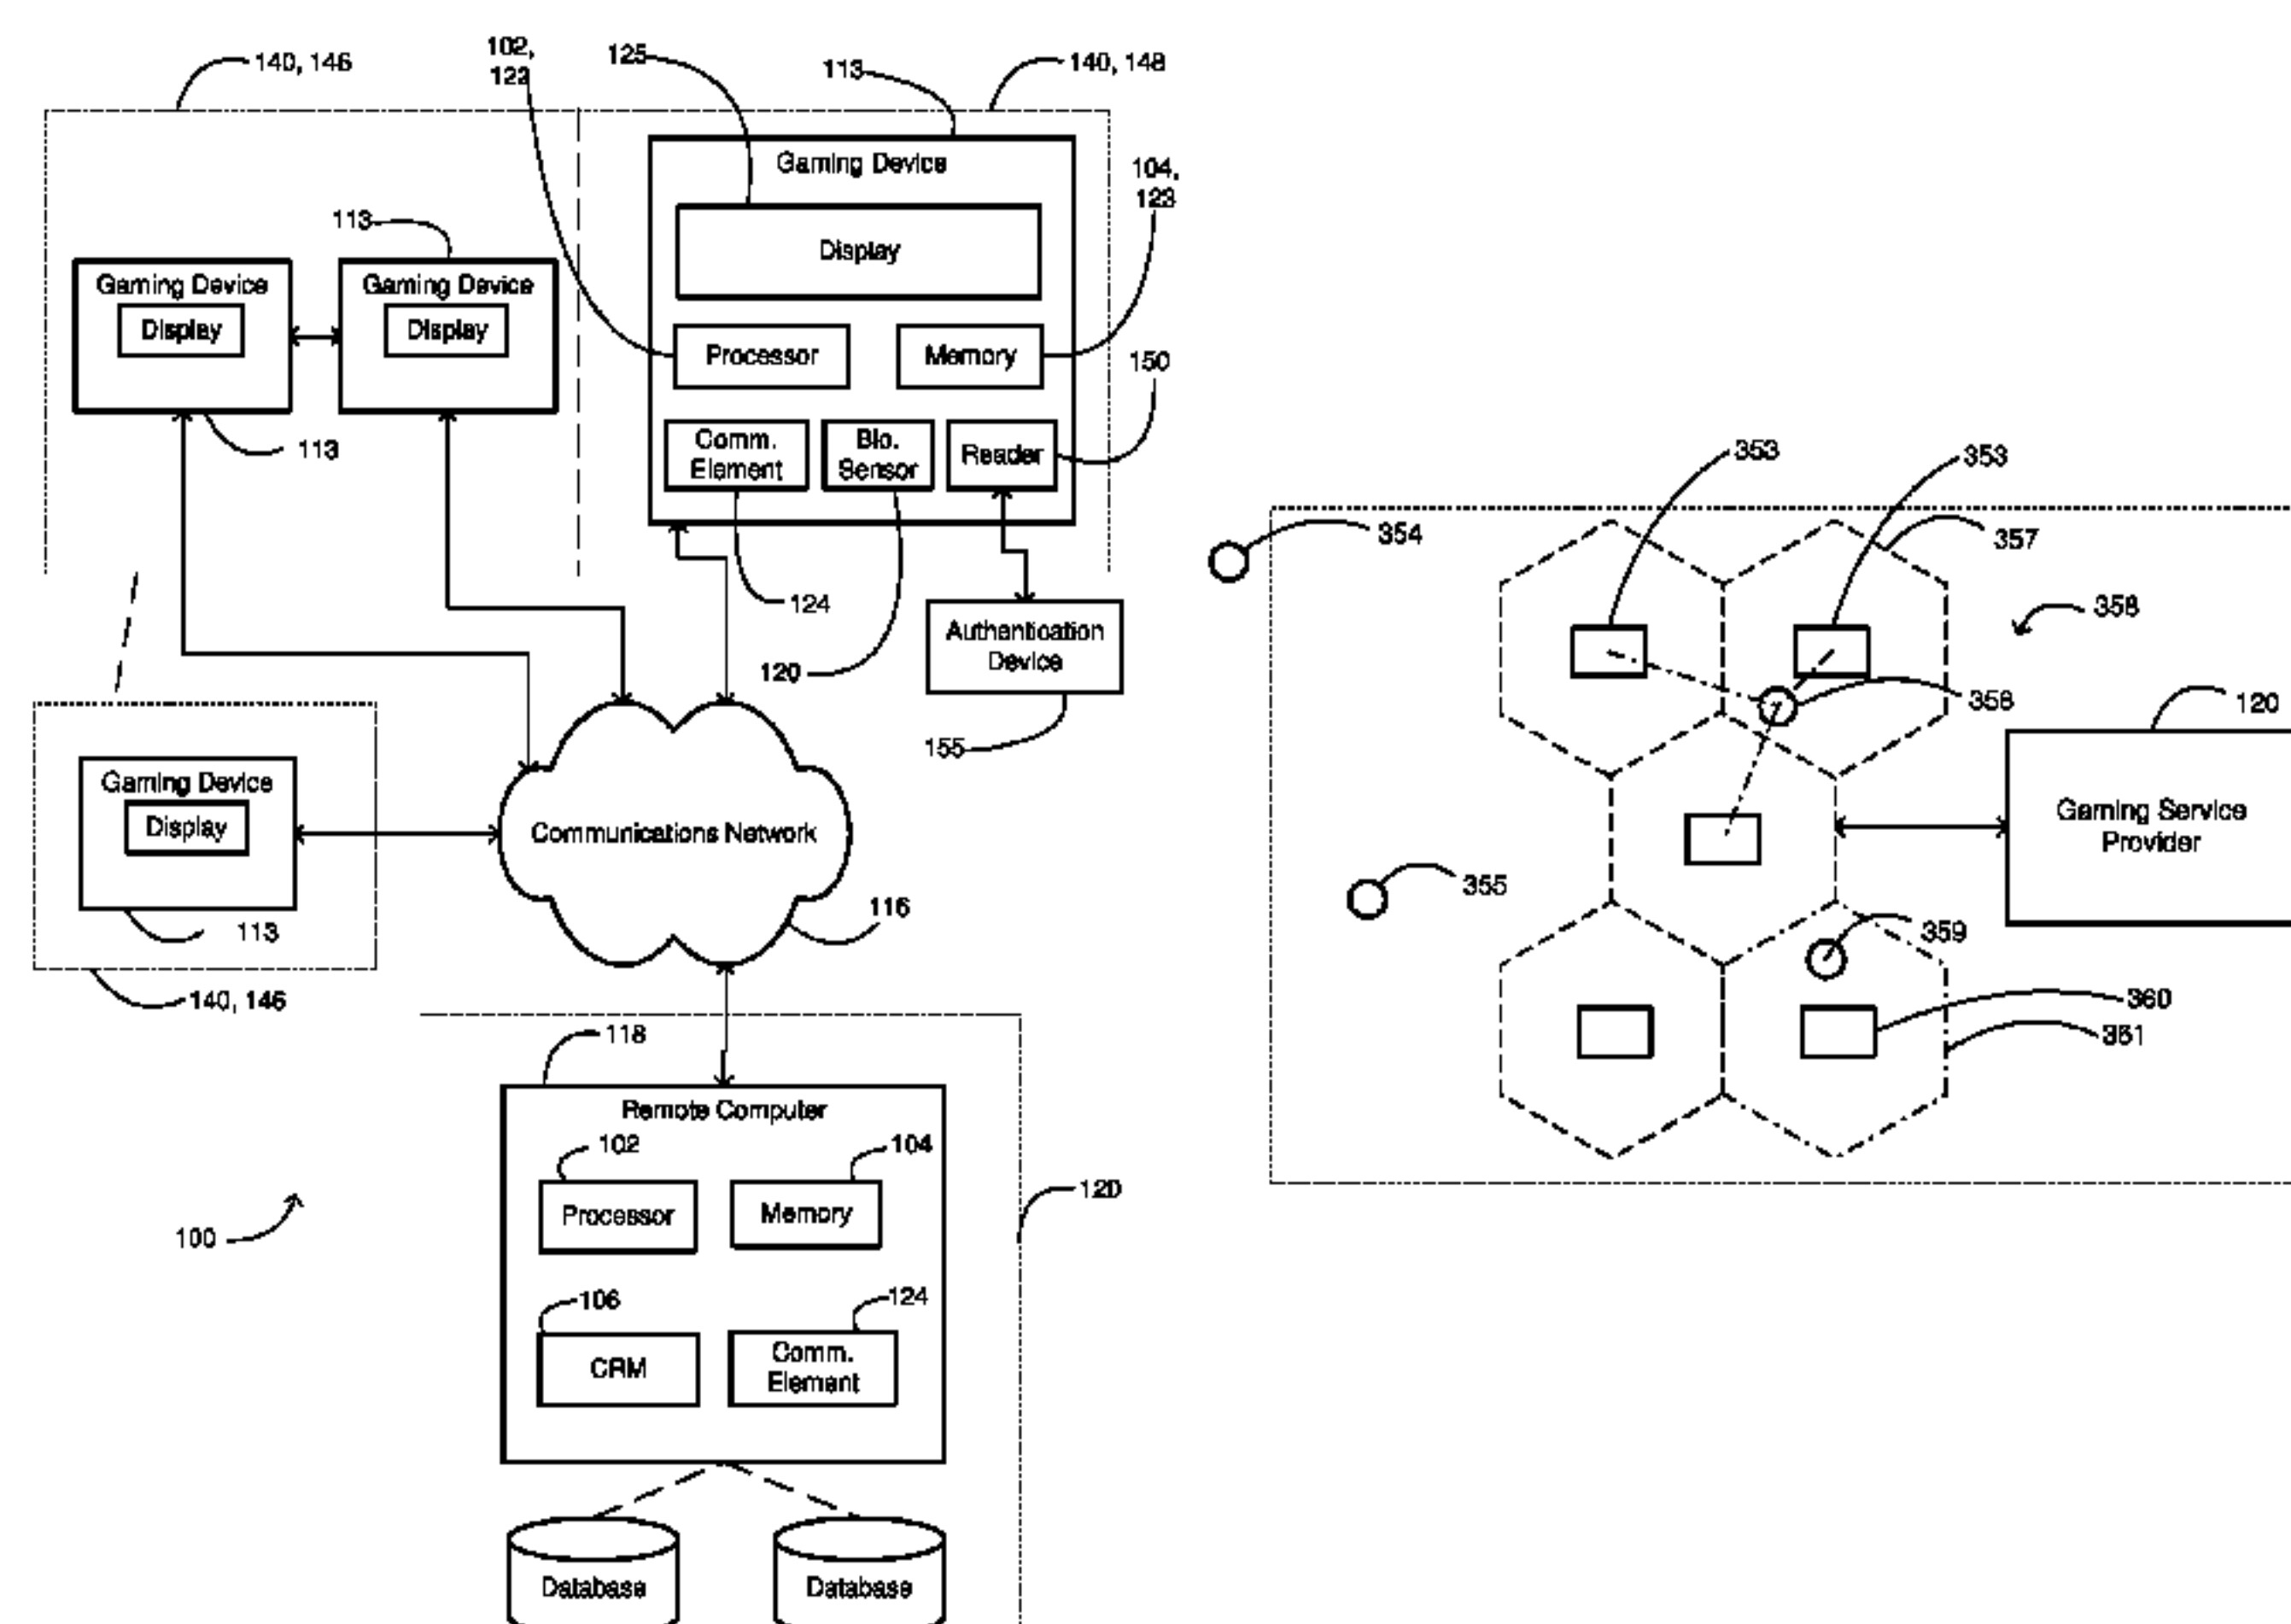 140, 146
102,
122
125
113
140, 148
Gaming Device
104,
123
Display
113
Gaming Device
Display
Gaming Device
Display
Processor
Memory
150
113
Comm.
Element
Bio.
Sensor
Reader
124
120
Authentication
Device
155
Gaming Device
Display
113
140, 146
Communications Network
116
118
Remote Computer
102
104
Processor
Memory
120
100
106
124
CRM
Comm.
Element
Database
Database
353
353
354
357
358
358
120
Gaming Service
Provider
355
359
360
361